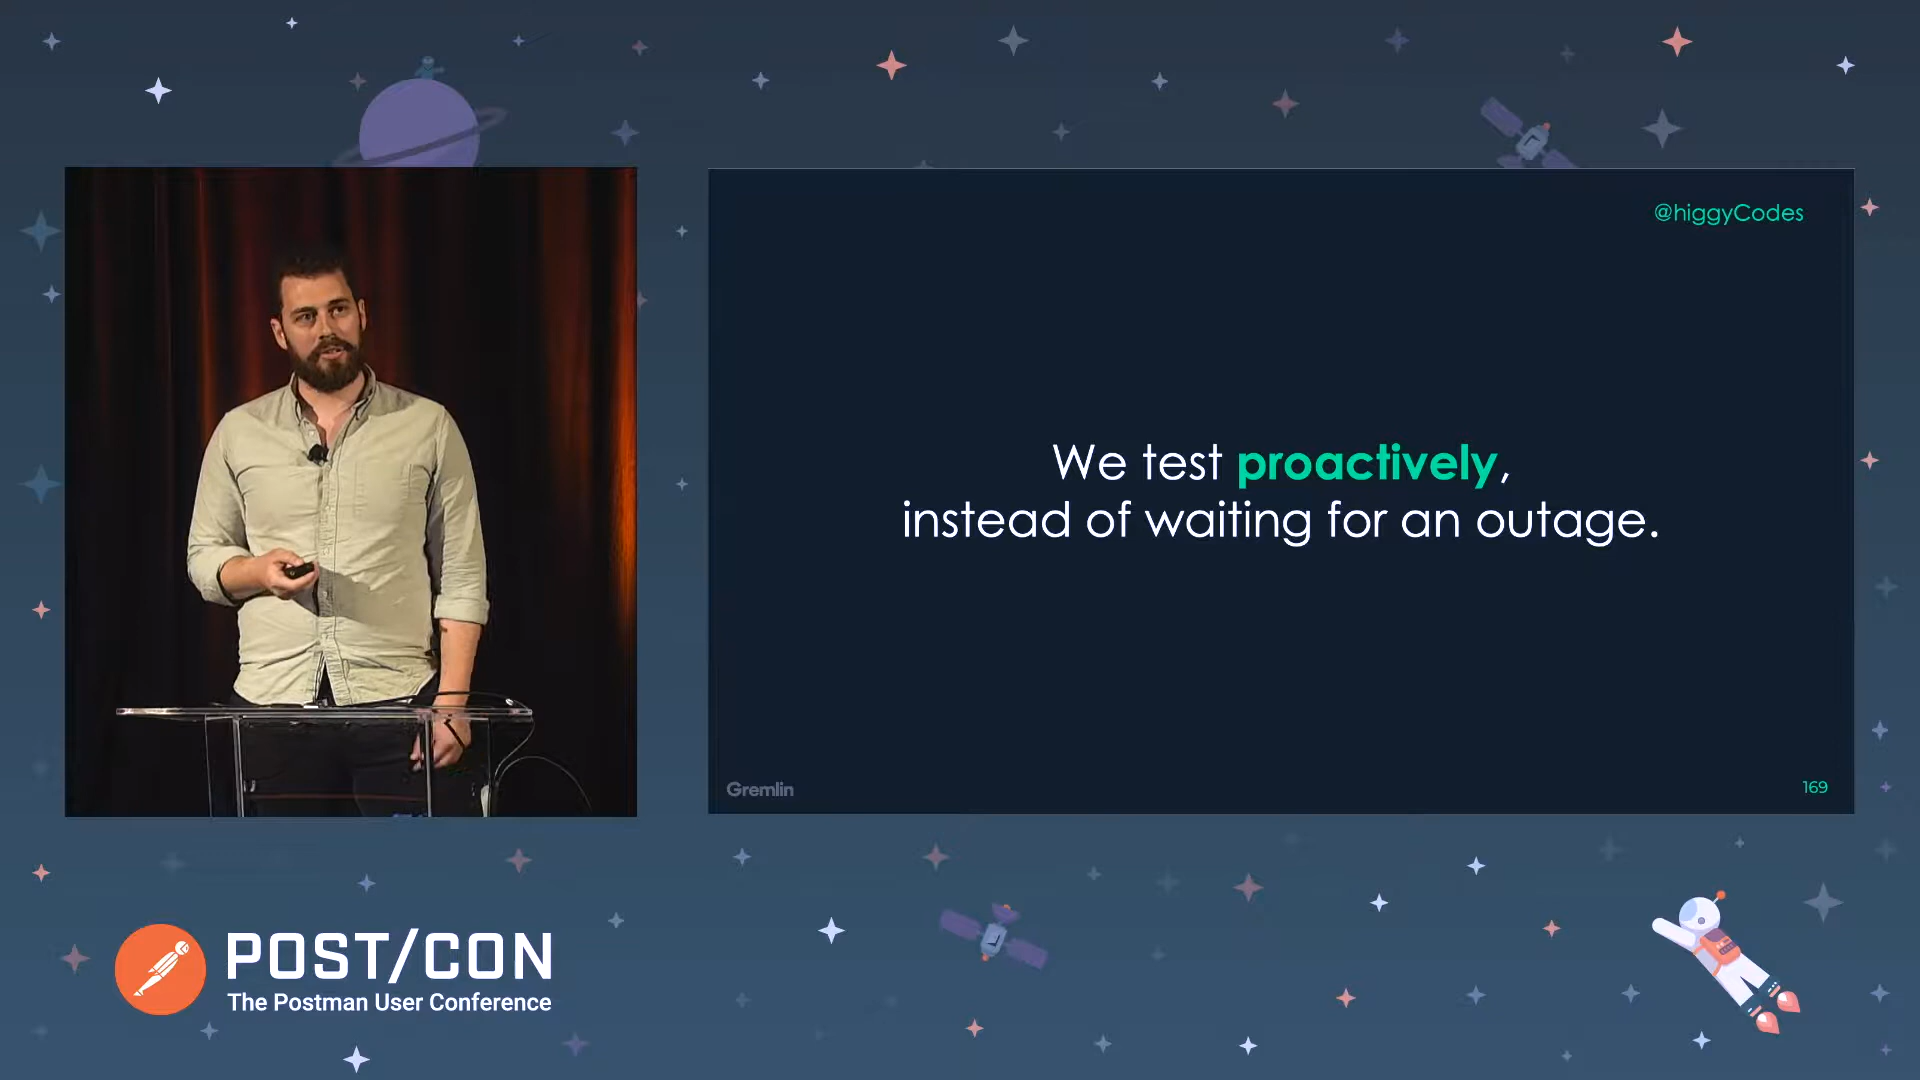 @higgyCodes
We test proactively,
instead of waiting for an outage.
Gremlin
169
POST/CON
The Postman User Conference